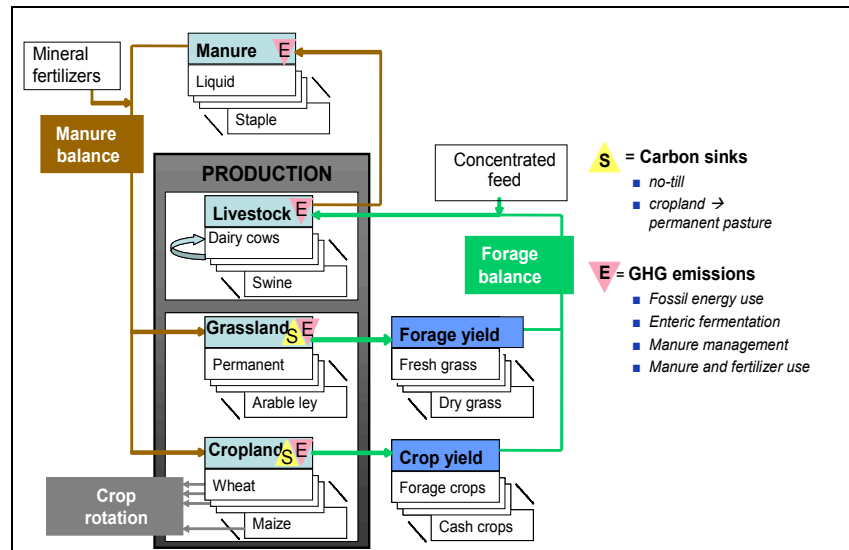 Mineral
fertilizers
Manure
E
Liquid
Staple
Manure
balance
PRODUCTION
Livestock
E
Dairy cows
Swine
Concentrated
feed
Forage
balance
Grassland
S
E
Permanent
Arable ley
Forage yield
Fresh grass
Dry grass
Cropland
S
E
Wheat
Maize
Crop yield
Forage crops
Cash crops
Crop
rotation
S = Carbon sinks
■ no-till
■ cropland →
permanent pasture
E = GHG emissions
■ Fossil energy use
■ Enteric fermentation
■ Manure management
■ Manure and fertilizer use